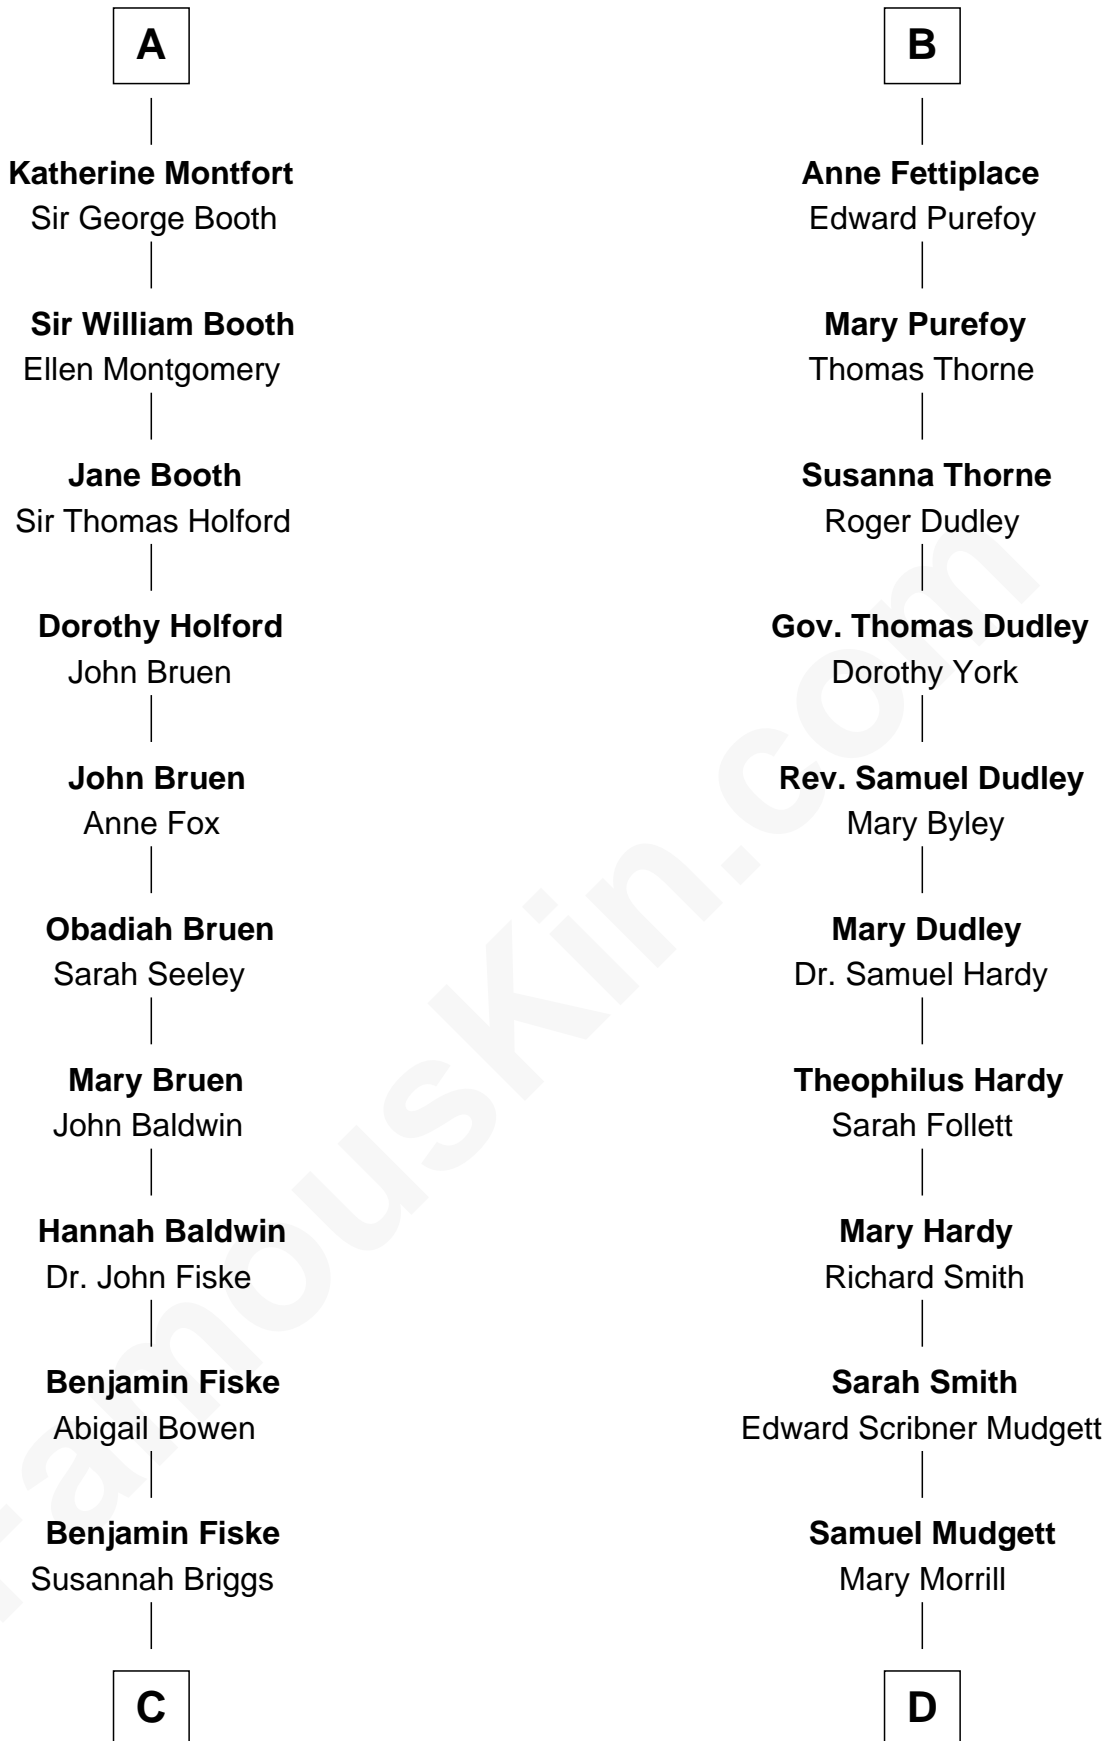 A
Katherine Montfort
Sir George Booth
Sir William Booth
Ellen Montgomery
Jane Booth
Sir Thomas Holford
Dorothy Holford
John Bruen
John Bruen
Anne Fox
Obadiah Bruen
Sarah Seeley
Mary Bruen
John Baldwin
Hannah Baldwin
Dr. John Fiske
Benjamin Fiske
Abigail Bowen
Benjamin Fiske
Susannah Briggs
C
B
Anne Fettiplace
Edward Purefoy
Mary Purefoy
Thomas Thorne
Susanna Thorne
Roger Dudley
Gov. Thomas Dudley
Dorothy York
Rev. Samuel Dudley
Mary Byley
Mary Dudley
Dr. Samuel Hardy
Theophilus Hardy
Sarah Follett
Mary Hardy
Richard Smith
Sarah Smith
Edward Scribner Mudgett
Samuel Mudgett
Mary Morrill
D
FamousKin.com